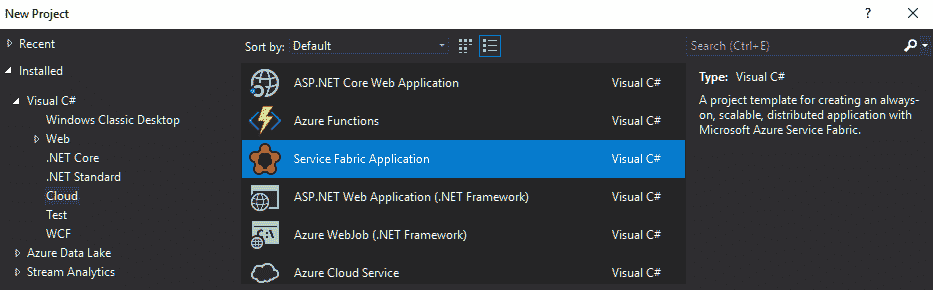 New Project
? ×
Recent
Sort by: Default
Search (Ctrl+E)
Installed
Visual C#
Windows Classic Desktop
Web
.NET Core
.NET Standard
Cloud
Test
WCF
Azure Data Lake
Stream Analytics
ASP.NET Core Web Application Visual C#
Azure Functions Visual C#
Service Fabric Application Visual C#
ASP.NET Web Application (.NET Framework) Visual C#
Azure WebJob (.NET Framework) Visual C#
Azure Cloud Service Visual C#
Type: Visual C#
A project template for creating an always-
on, scalable, distributed application with
Microsoft Azure Service Fabric.